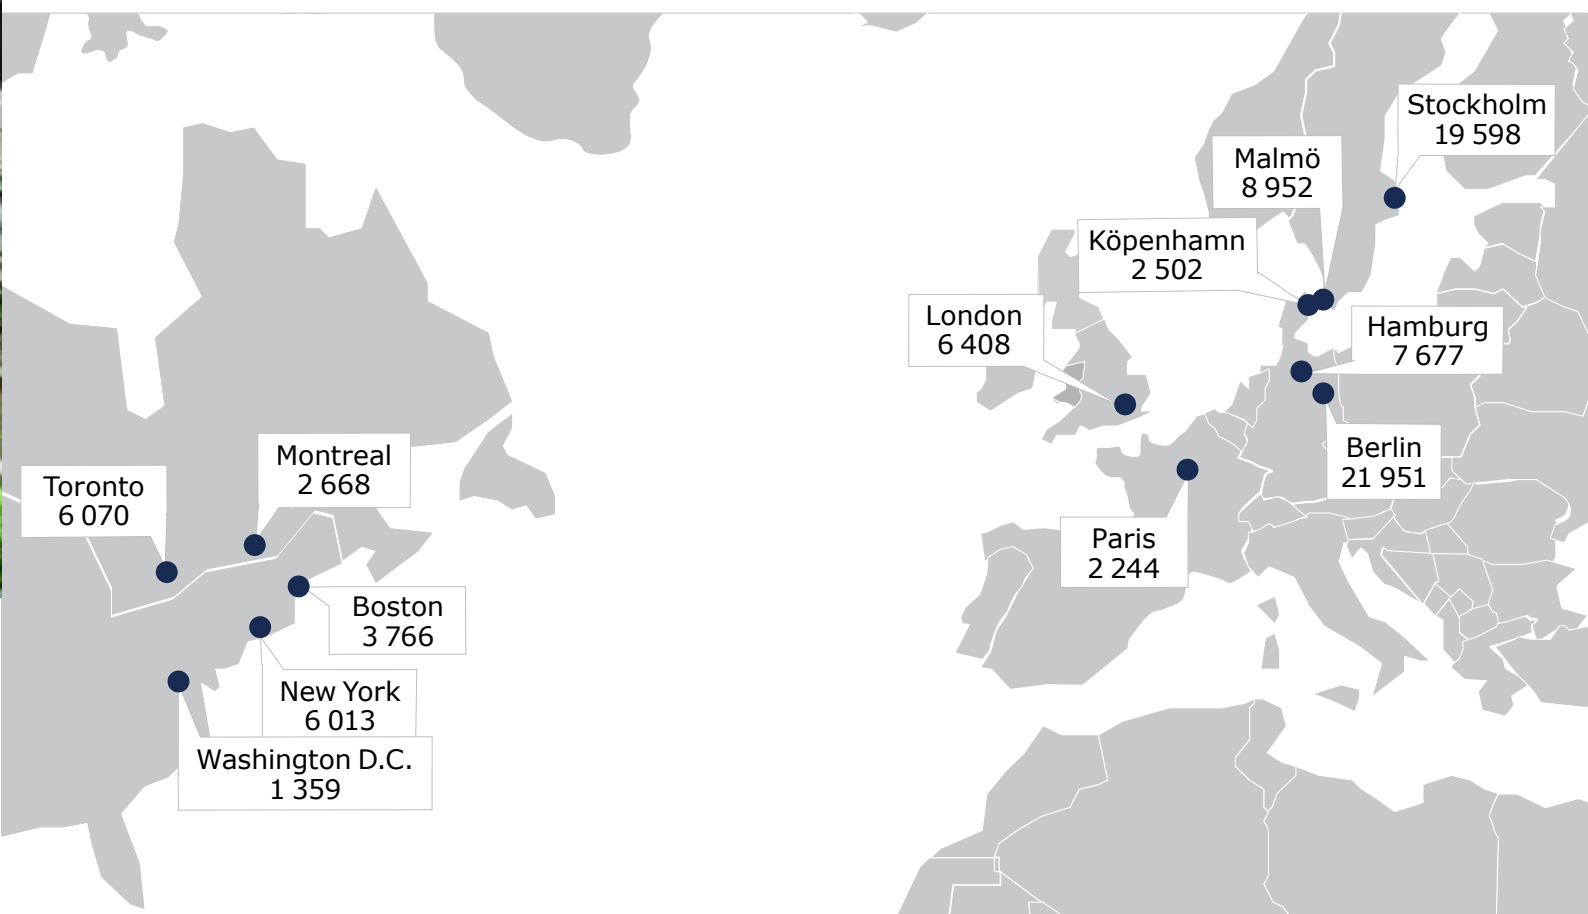 Stockholm
19 598
Malmö
8 952
Köpenhamn
2 502
London
6 408
Hamburg
7 677
Berlin
21 951
Paris
2 244
Montreal
2 668
Toronto
6 070
Boston
3 766
New York
6 013
Washington D.C.
1 359